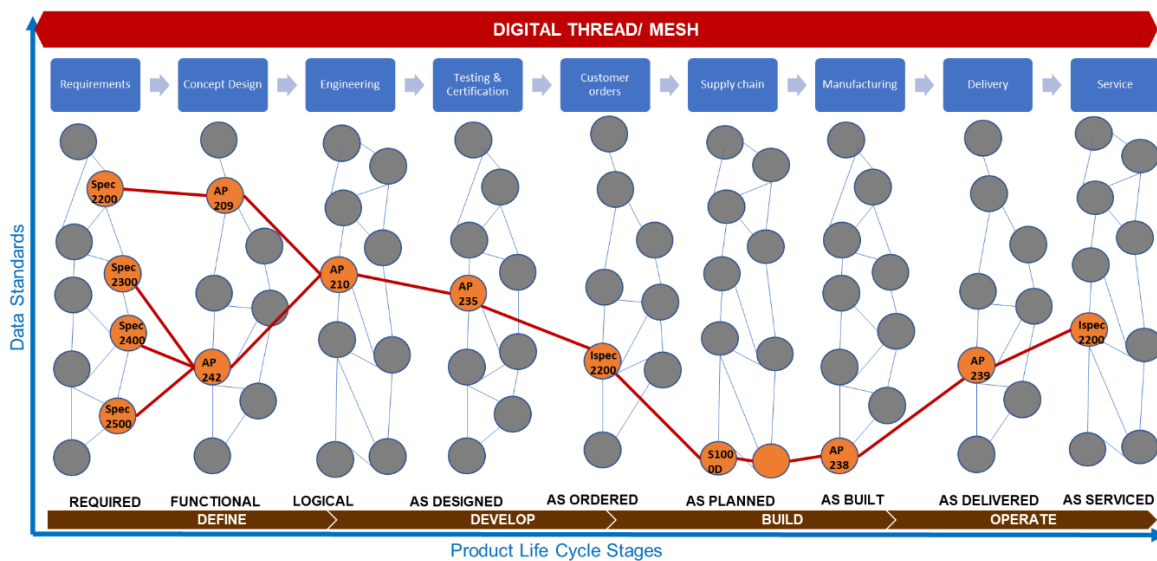 DIGITAL THREAD/ MESH
Requirements
Concept Design
Engineering
Testing &
Certification
Customer
orders
Supply chain
Manufacturing
Delivery
Service
Spec
2200
Spec
2300
Spec
2400
Spec
2500
AP
209
AP
242
AP
210
AP
235
Ispec
2200
S100
0D
AP
238
AP
239
Ispec
2200
Data Standards
REQUIRED
FUNCTIONAL
LOGICAL
AS DESIGNED
AS ORDERED
AS PLANNED
AS BUILT
AS DELIVERED
AS SERVICED
DEFINE
DEVELOP
BUILD
OPERATE
Product Life Cycle Stages